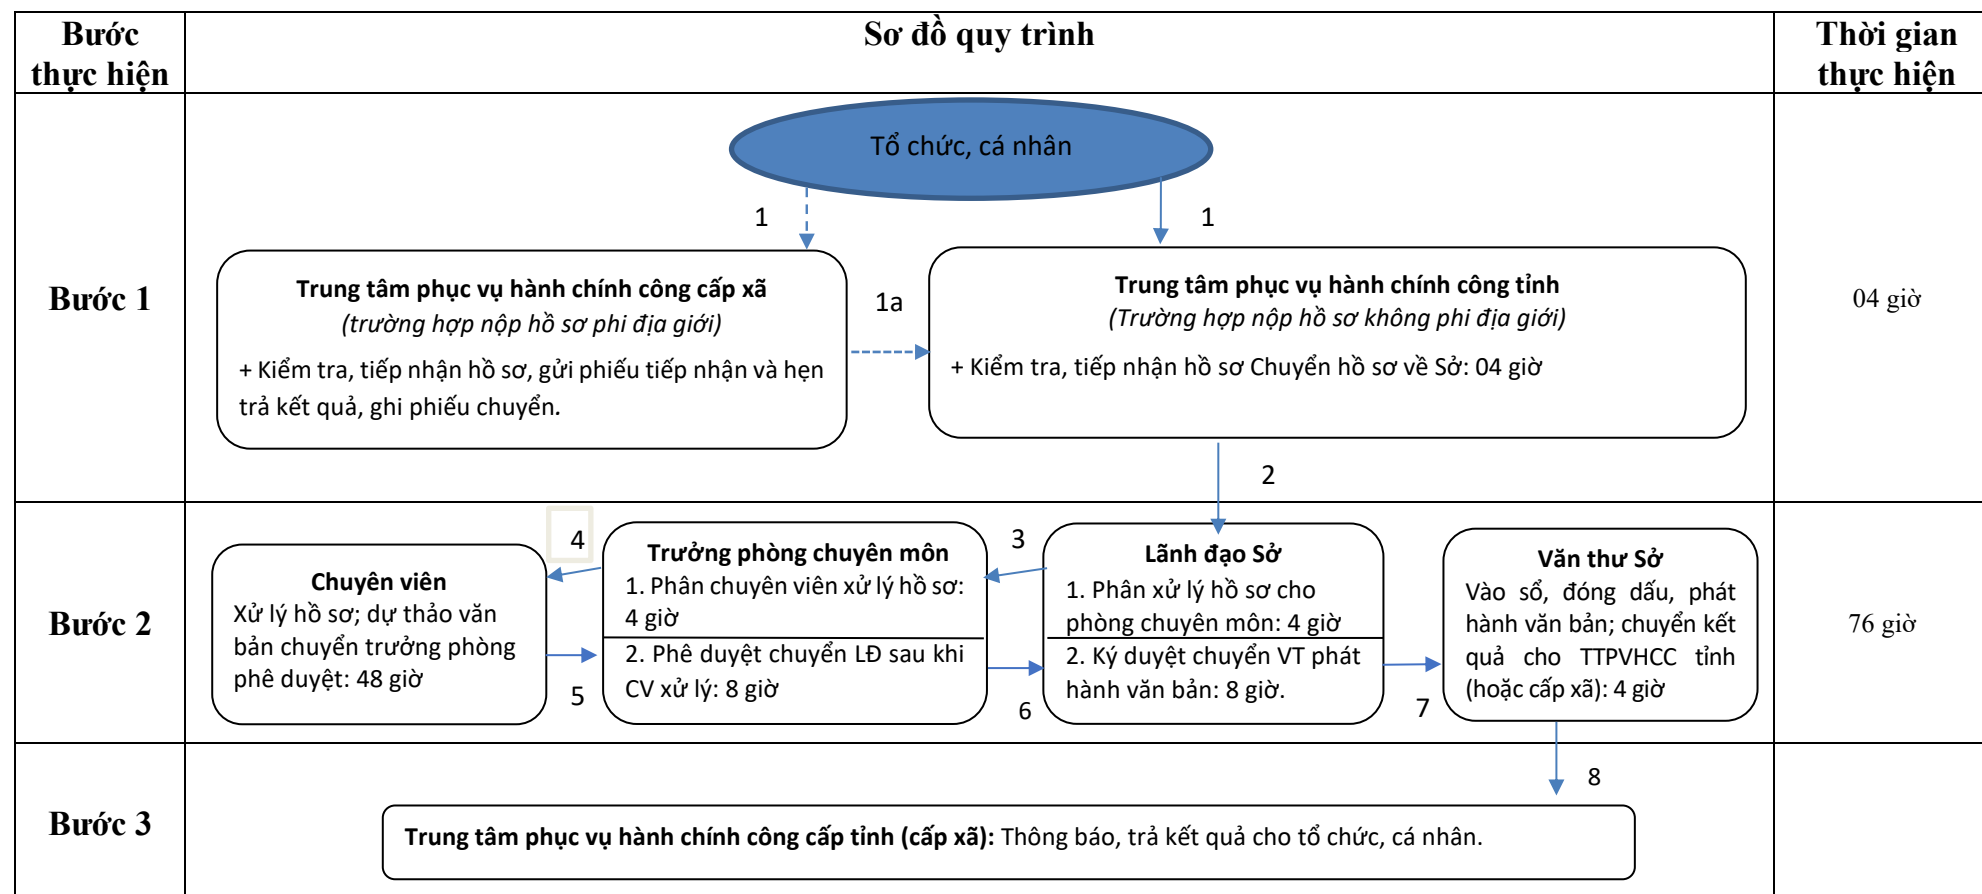 Bước
thực hiện
Sơ đồ quy trình
Thời gian
thực hiện
Bước 1
Tổ chức, cá nhân
1
1
Trung tâm phục vụ hành chính công cấp xã
(trường hợp nộp hồ sơ phi địa giới)
+ Kiểm tra, tiếp nhận hồ sơ, gửi phiếu tiếp nhận và hẹn
trả kết quả, ghi phiếu chuyển.
1a
Trung tâm phục vụ hành chính công tỉnh
(Trường hợp nộp hồ sơ không phi địa giới)
+ Kiểm tra, tiếp nhận hồ sơ Chuyển hồ sơ về Sở: 04 giờ
04 giờ
2
Bước 2
Chuyên viên
Xử lý hồ sơ; dự thảo văn
bản chuyển trưởng phòng
phê duyệt: 48 giờ
4
5
Trưởng phòng chuyên môn
1. Phân chuyên viên xử lý hồ sơ:
4 giờ
2. Phê duyệt chuyển LĐ sau khi
CV xử lý: 8 giờ
3
6
Lãnh đạo Sở
1. Phân xử lý hồ sơ cho
phòng chuyên môn: 4 giờ
2. Ký duyệt chuyển VT phát
hành văn bản: 8 giờ.
7
Văn thư Sở
Vào sổ, đóng dấu, phát
hành văn bản; chuyển kết
quả cho TTPVHCC tỉnh
(hoặc cấp xã): 4 giờ
76 giờ
8
Bước 3
Trung tâm phục vụ hành chính công cấp tỉnh (cấp xã): Thông báo, trả kết quả cho tổ chức, cá nhân.